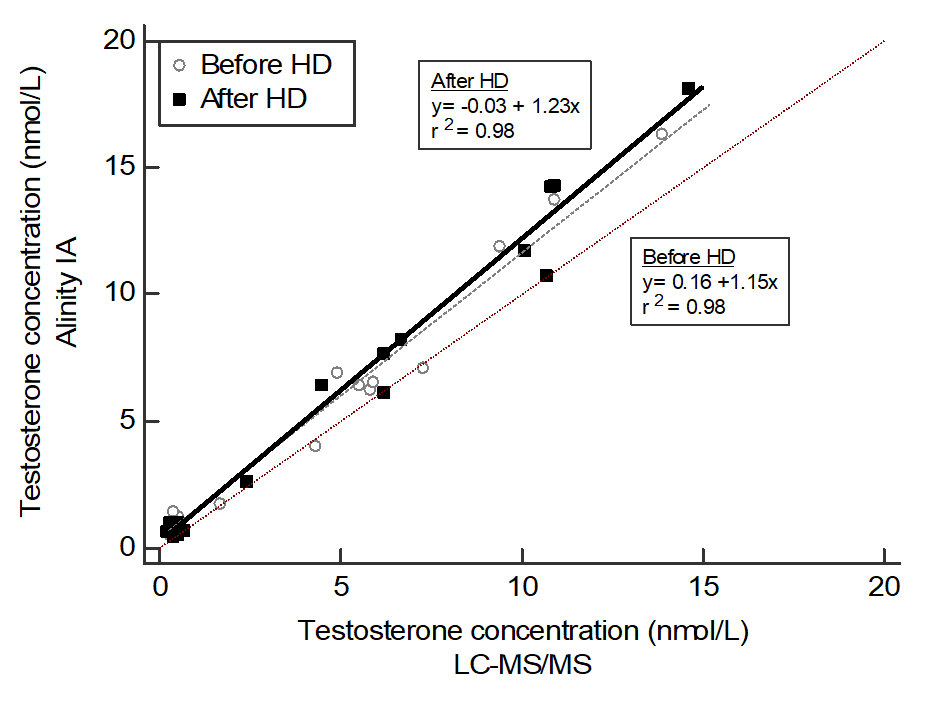 Before HD
After HD
After HD
y= -0.03 + 1.23x
r 2 = 0.98
Before HD
y= 0.16 +1.15x
r 2 = 0.98
Testosterone concentration (nmol/L)
Alinity IA
20
15
10
5
0
0 5 10 15 20
Testosterone concentration (nmol/L)
LC-MS/MS